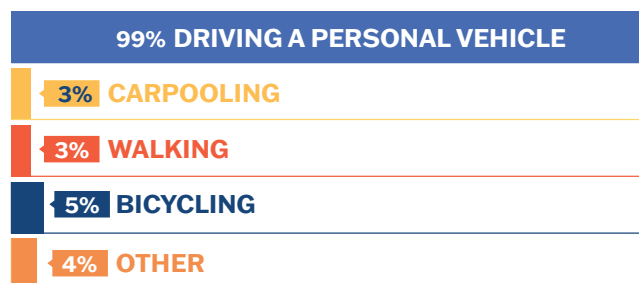 99% DRIVING A PERSONAL VEHICLE
3% CARPOOLING
3% WALKING
5% BICYCLING
4% OTHER